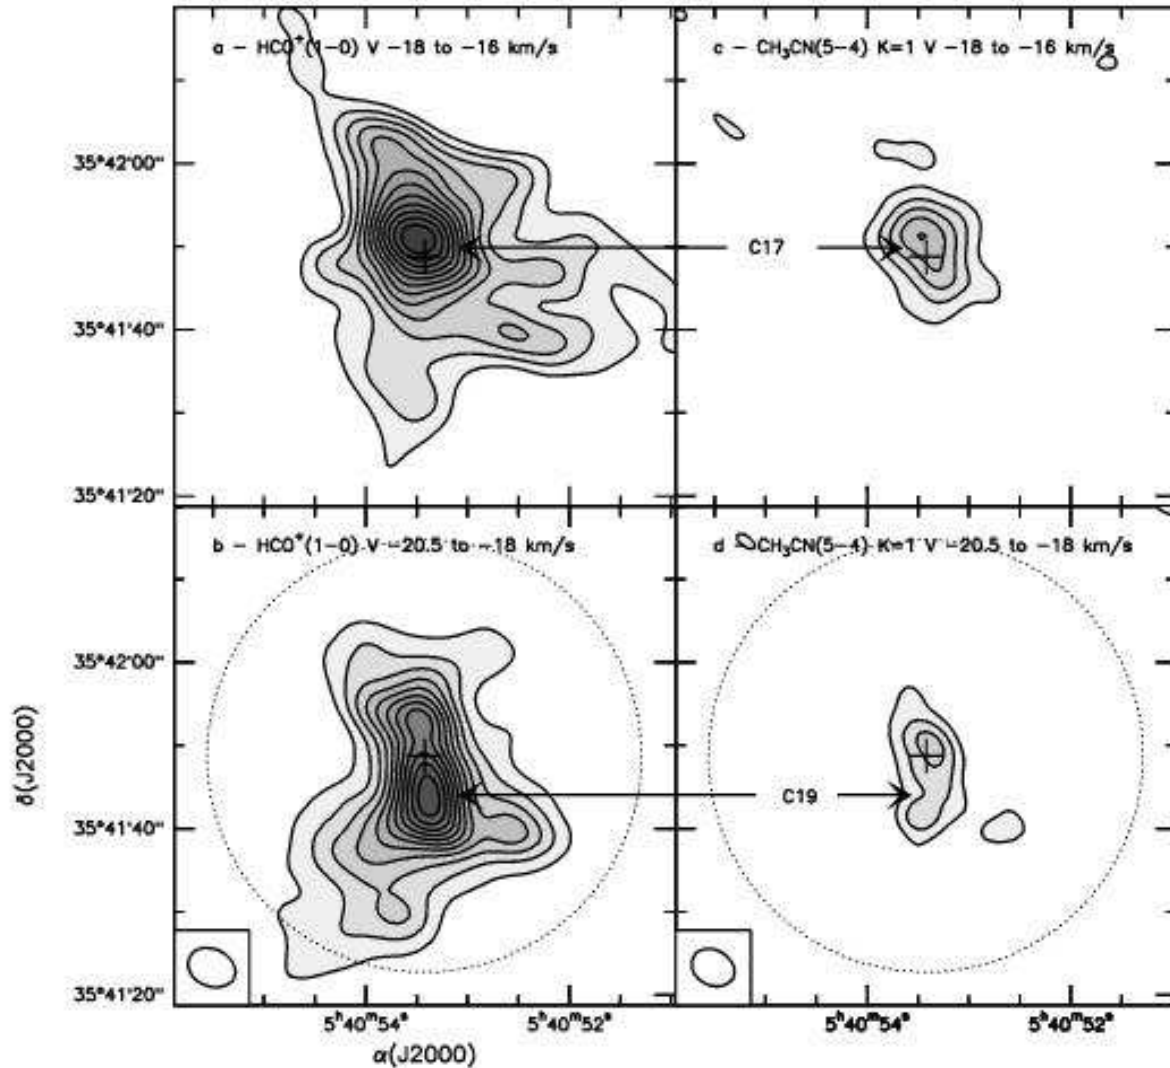 a - HCO⁺(1-0) V -18 to -16 km/s
c - CH₃CN(5-4) K=1 V -18 to -16 km/s
35°42'00"
C17
35°41'40"
35°41'20"
b - HCO⁺(1-0) V -20.5 to -18 km/s
d - CH₃CN(5-4) K=1 V -20.5 to -18 km/s
35°42'00"
δ(J2000)
C19
35°41'40"
35°41'20"
5ʰ40ᵐ54ˢ 5ʰ40ᵐ52ˢ 5ʰ40ᵐ54ˢ 5ʰ40ᵐ52ˢ
α(J2000)